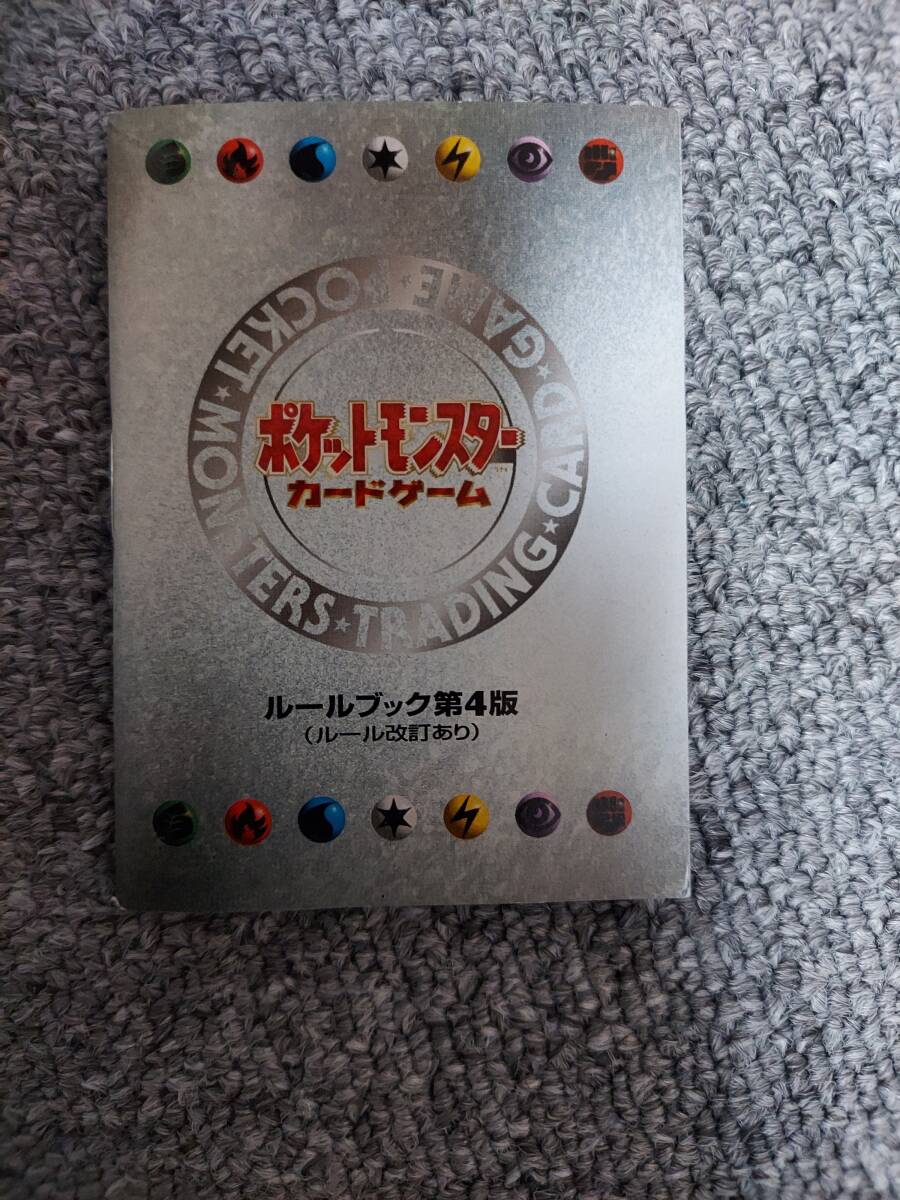 POCKET★MONSTERS★TRADING★CARD★GAME★
ポケットモンスター
カードゲーム
ルールブック第4版
（ルール改訂あり）